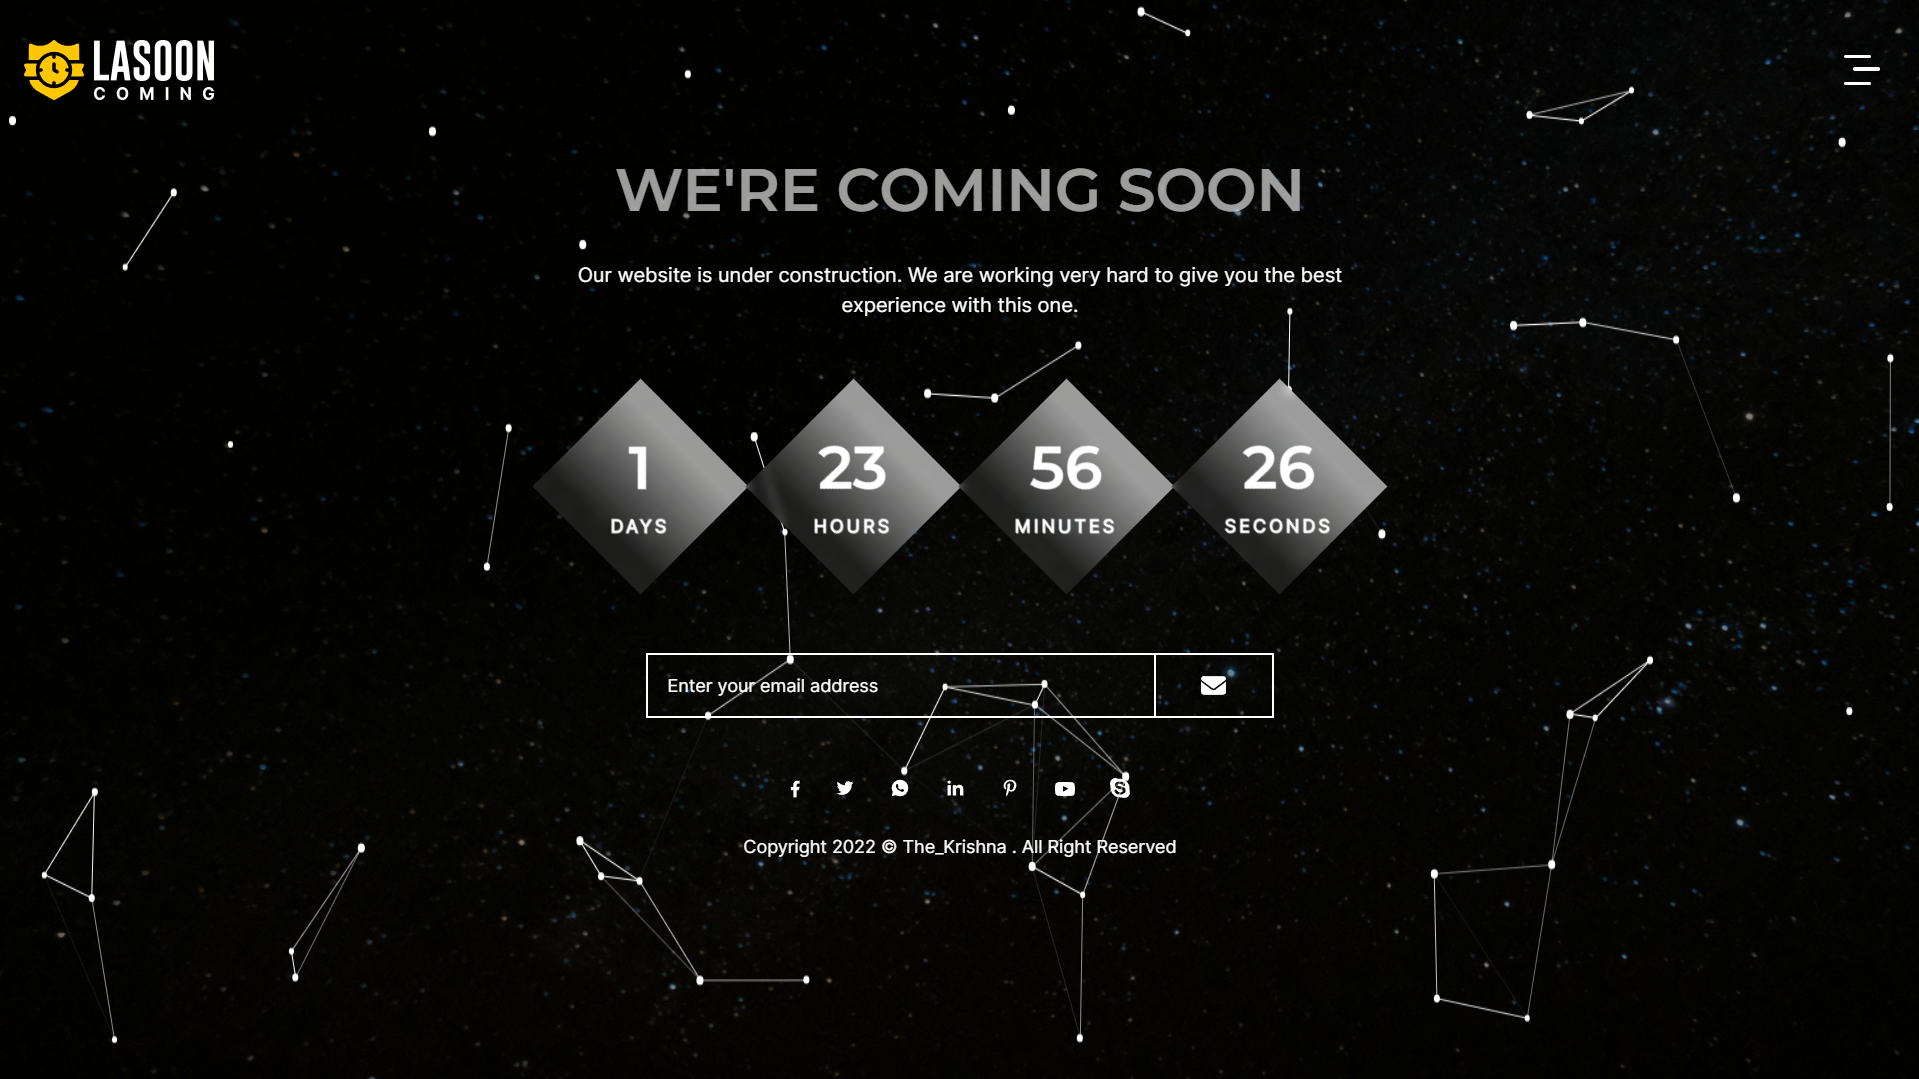 LASOON
COMING
WE'RE COMING SOON
Our website is under construction. We are working very hard to give you the best
experience with this one.
1 23 56 26
DAYS HOURS MINUTES SECONDS
Enter your email address
Copyright 2022 © The_Krishna . All Right Reserved